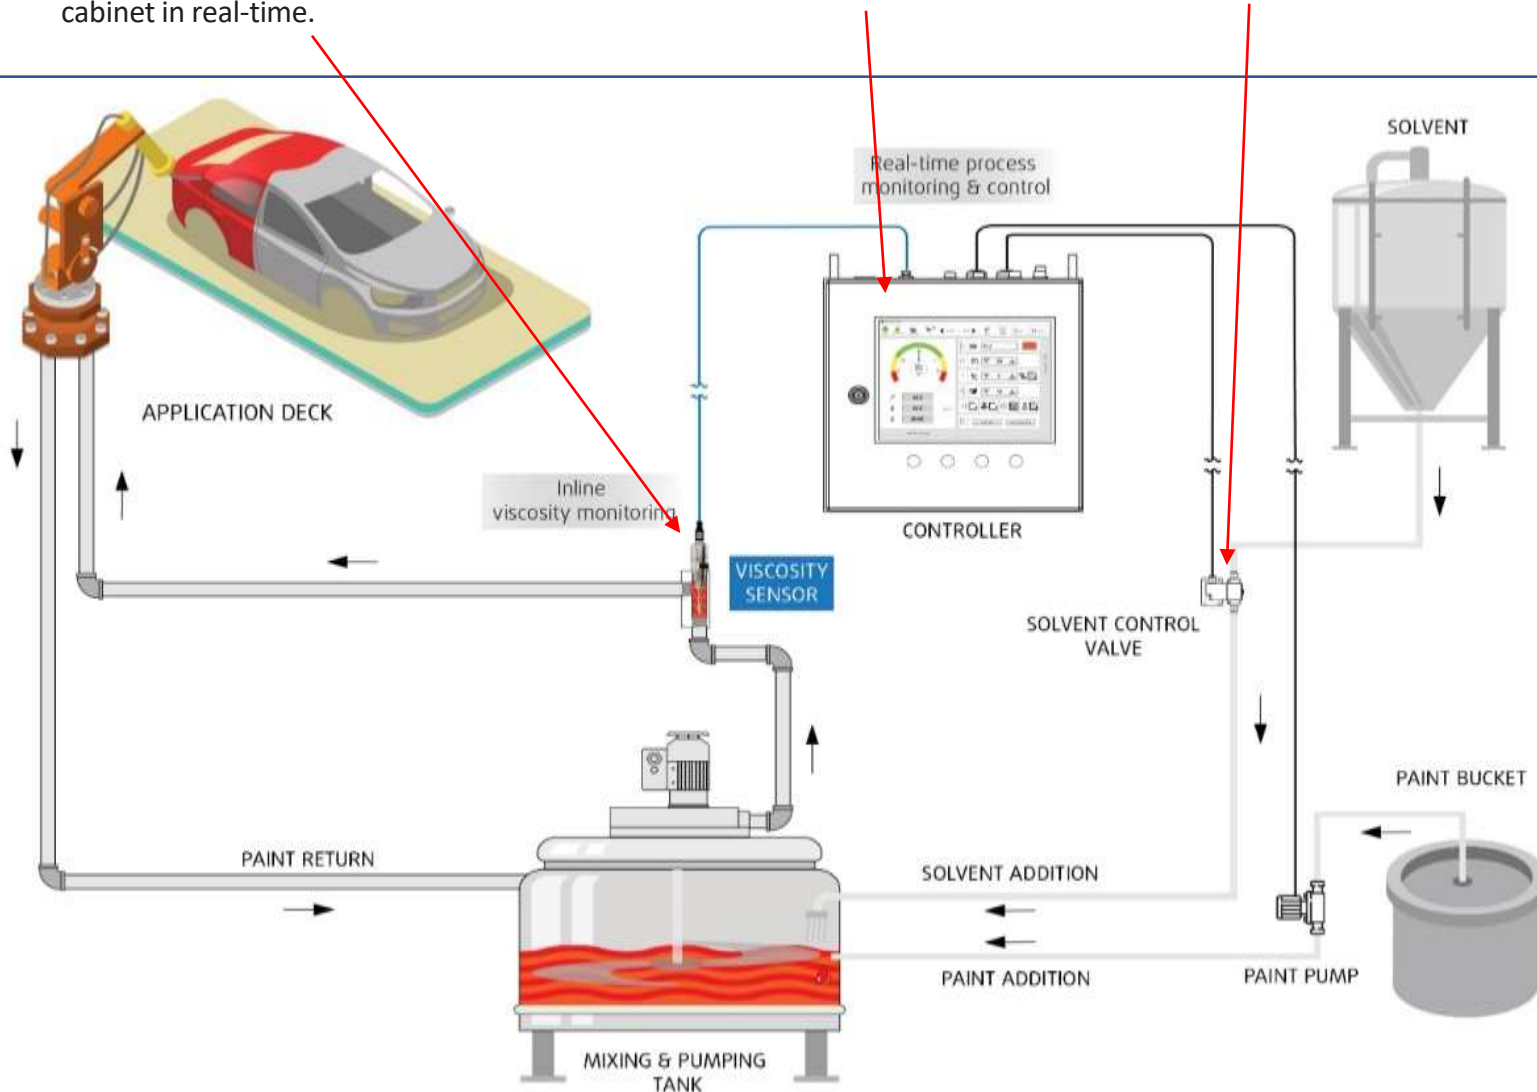 cabinet in real-time.
SOLVENT
Real-time process
monitoring & control
APPLICATION DECK
Inline
viscosity monitoring
CONTROLLER
VISCOSITY
SENSOR
SOLVENT CONTROL
VALVE
PAINT BUCKET
PAINT RETURN
SOLVENT ADDITION
PAINT ADDITION
PAINT PUMP
MIXING & PUMPING
TANK